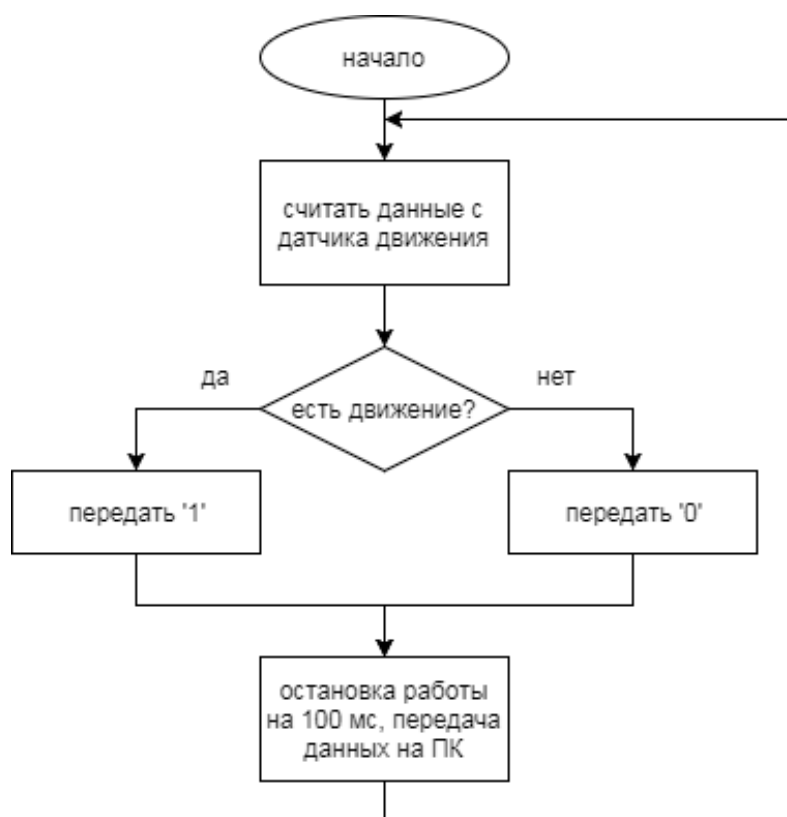 начало
считать данные с
датчика движения
да
нет
есть движение?
передать '1'
передать '0'
остановка работы
на 100 мс, передача
данных на ПК